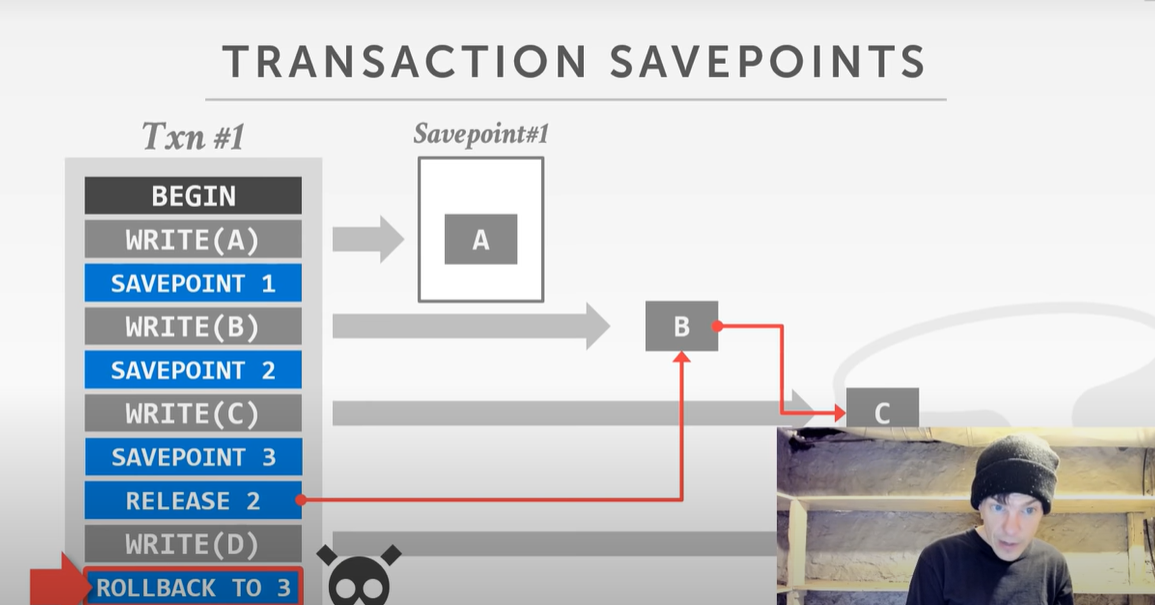 TRANSACTION SAVEPOINTS
Txn #1
Savepoint#1
BEGIN
WRITE(A)
A
SAVEPOINT 1
WRITE(B)
B
SAVEPOINT 2
WRITE(C)
C
SAVEPOINT 3
RELEASE 2
WRITE(D)
ROLLBACK TO 3